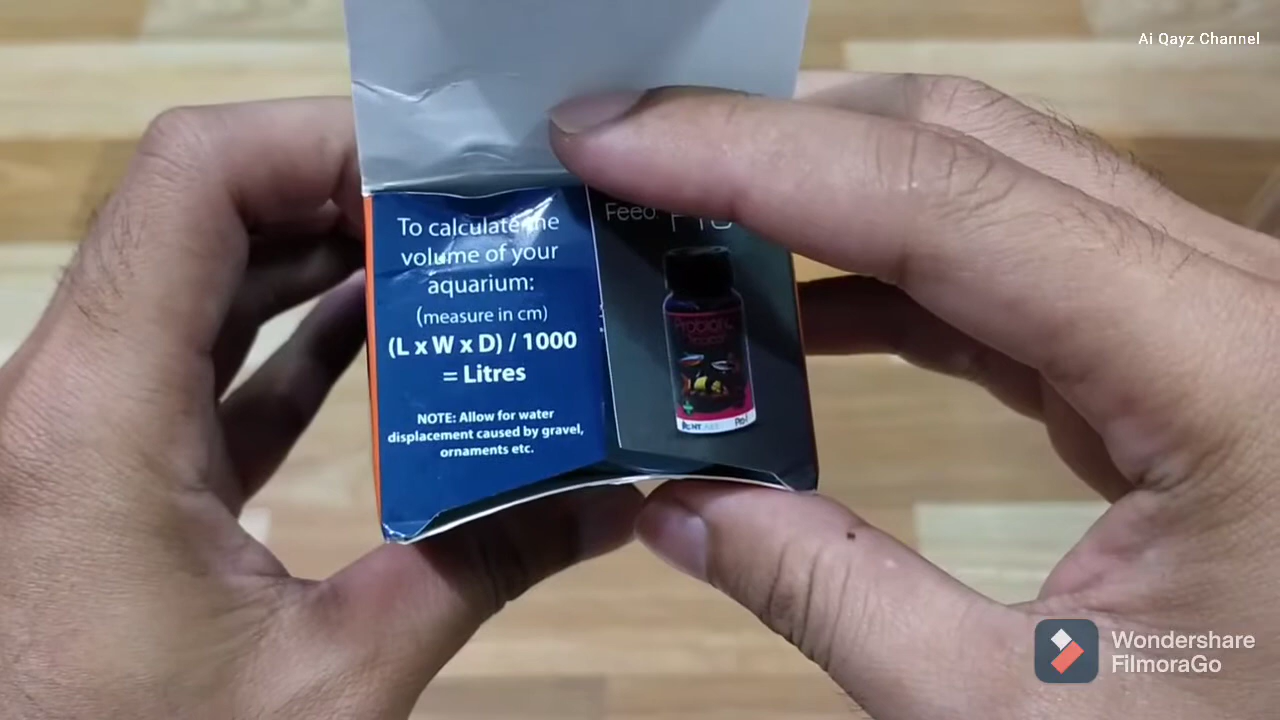 Ai Qayz Channel
To calculate the
volume of your
aquarium:
(measure in cm)
(L x W x D) / 1000
= Litres
NOTE: Allow for water
displacement caused by gravel,
ornaments etc.
Feed
Probiotic
Wondershare
FilmoraGo